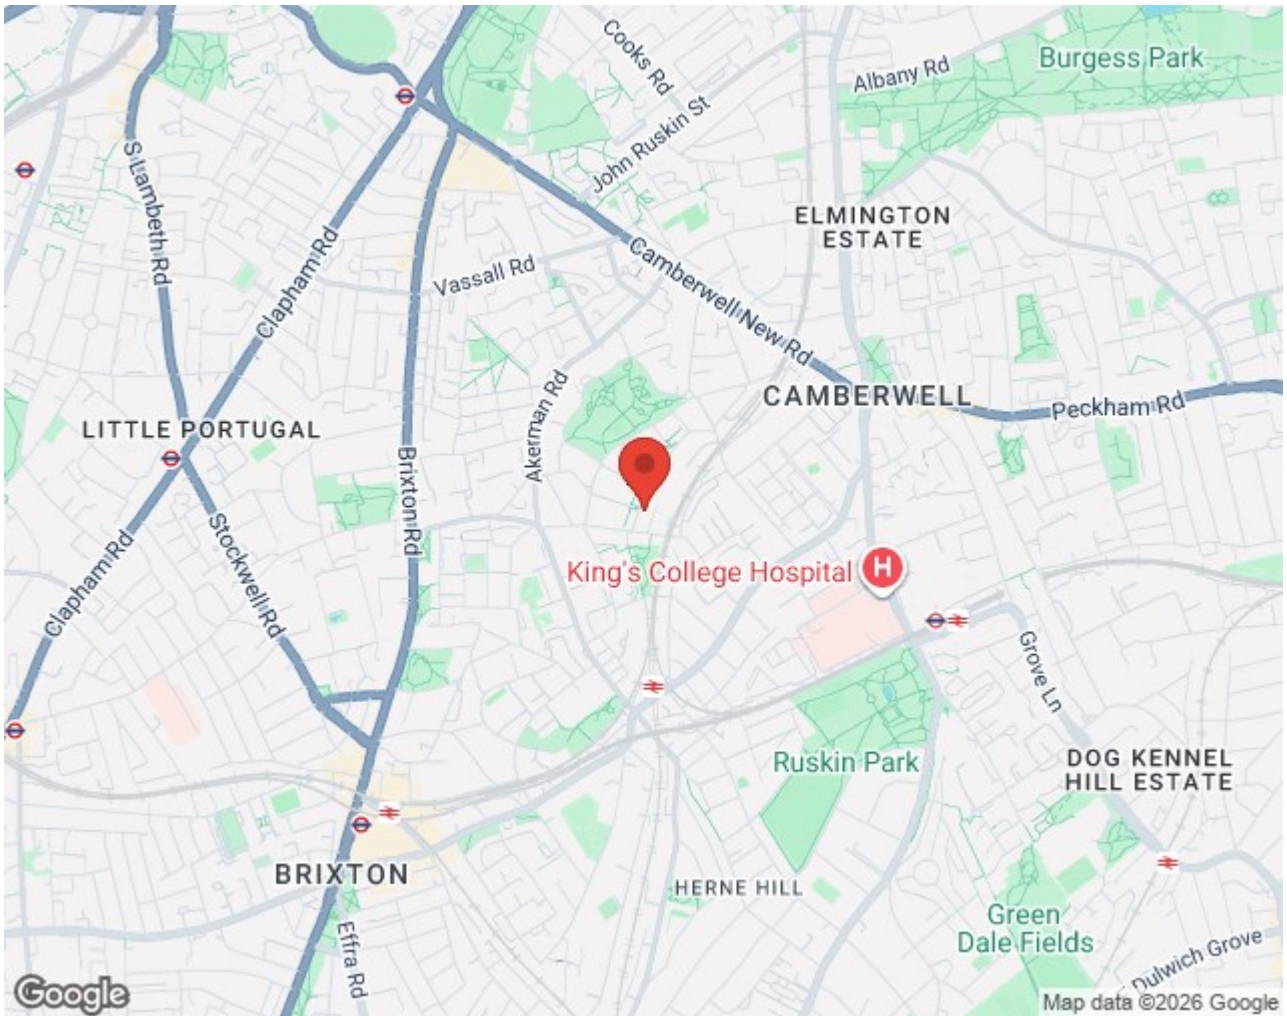 Burgess Park
Cooks Rd
Albany Rd
John Ruskin St
S Lambeth Rd
ELMINGTON
ESTATE
Clapham Rd
Vassall Rd
Camberwell New Rd
Akerman Rd
CAMBERWELL
Peckham Rd
LITTLE PORTUGAL
Brixton Rd
Stockwell Rd
Clapham Rd
King's College Hospital
H
Grove Ln
Ruskin Park
DOG KENNEL
HILL ESTATE
BRIXTON
HERNE HILL
Green
Dale Fields
Effra Rd
E Dulwich Grove
Google
Map data ©2026 Google